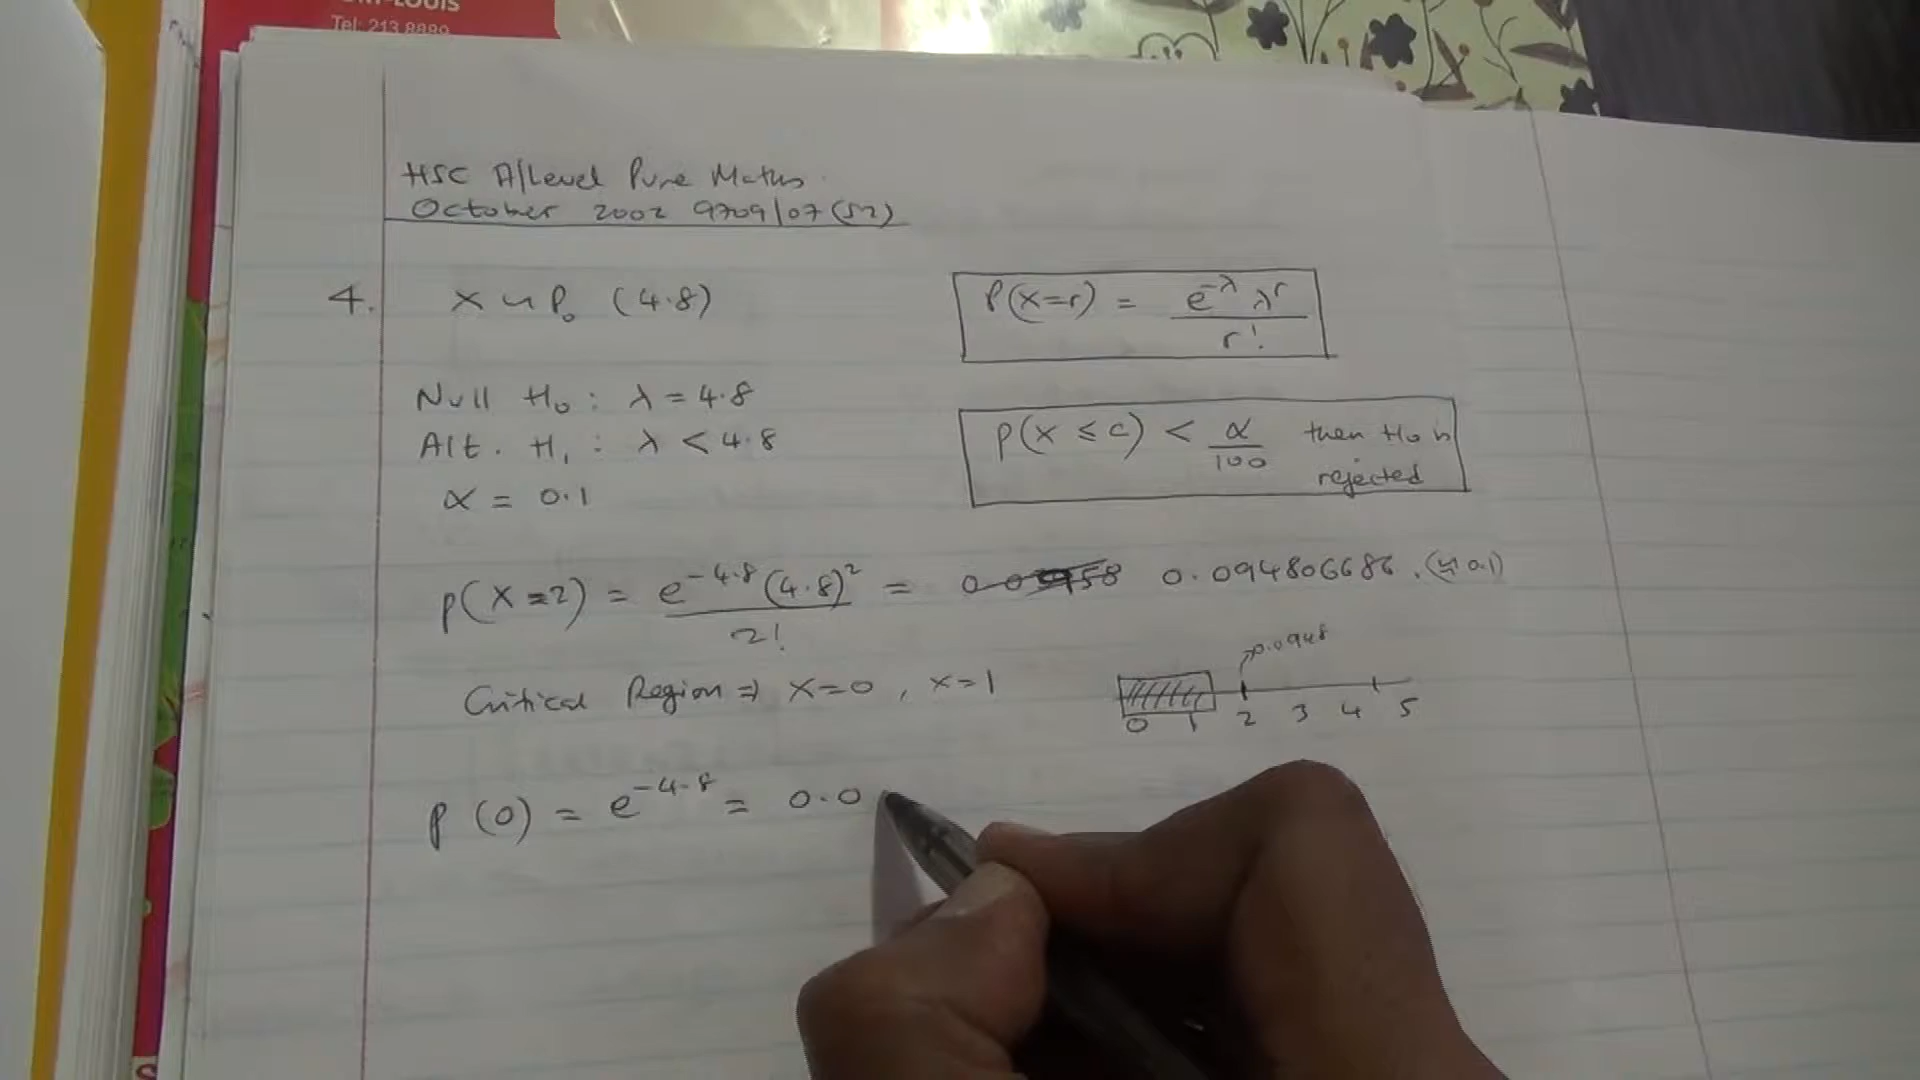 Tel: 213 8889
HSC A/Level Pure Maths
October 2002 9709/07 (S2)
4. X ~ Po (4.8)
P(X=r) = e^-λ λ^r / r!
Null H₀ : λ = 4.8
Alt. H₁ : λ < 4.8
α = 0.1
P(X ≤ c) < α/100 then H₀ is
rejected
P(X=2) = e^-4.8 (4.8)² / 2! = 0.094806686. (≈ 0.1)
Critical Region ⇒ X=0 , X=1
0.0948
0 1 2 3 4 5
P (0) = e^-4.8 = 0.0